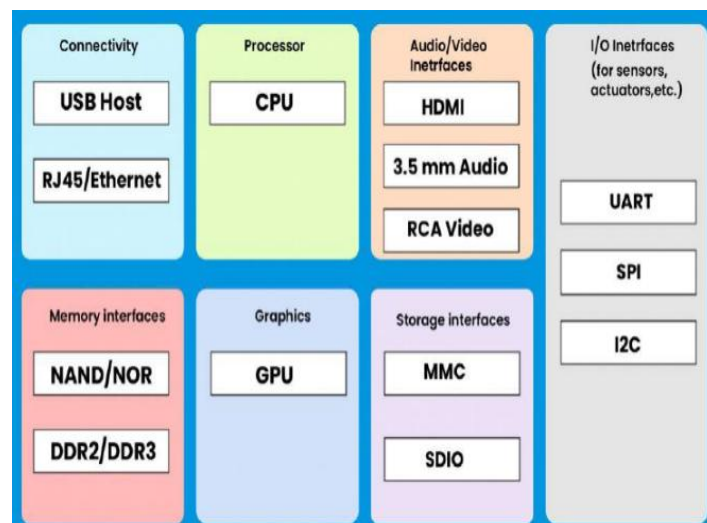 Connectivity
USB Host
RJ45/Ethernet
Processor
CPU
Audio/Video
Inetrfaces
HDMI
3.5 mm Audio
RCA Video
I/O Inetrfaces
(for sensors,
actuators,etc.)
UART
SPI
I2C
Memory interfaces
NAND/NOR
DDR2/DDR3
Graphics
GPU
Storage interfaces
MMC
SDIO